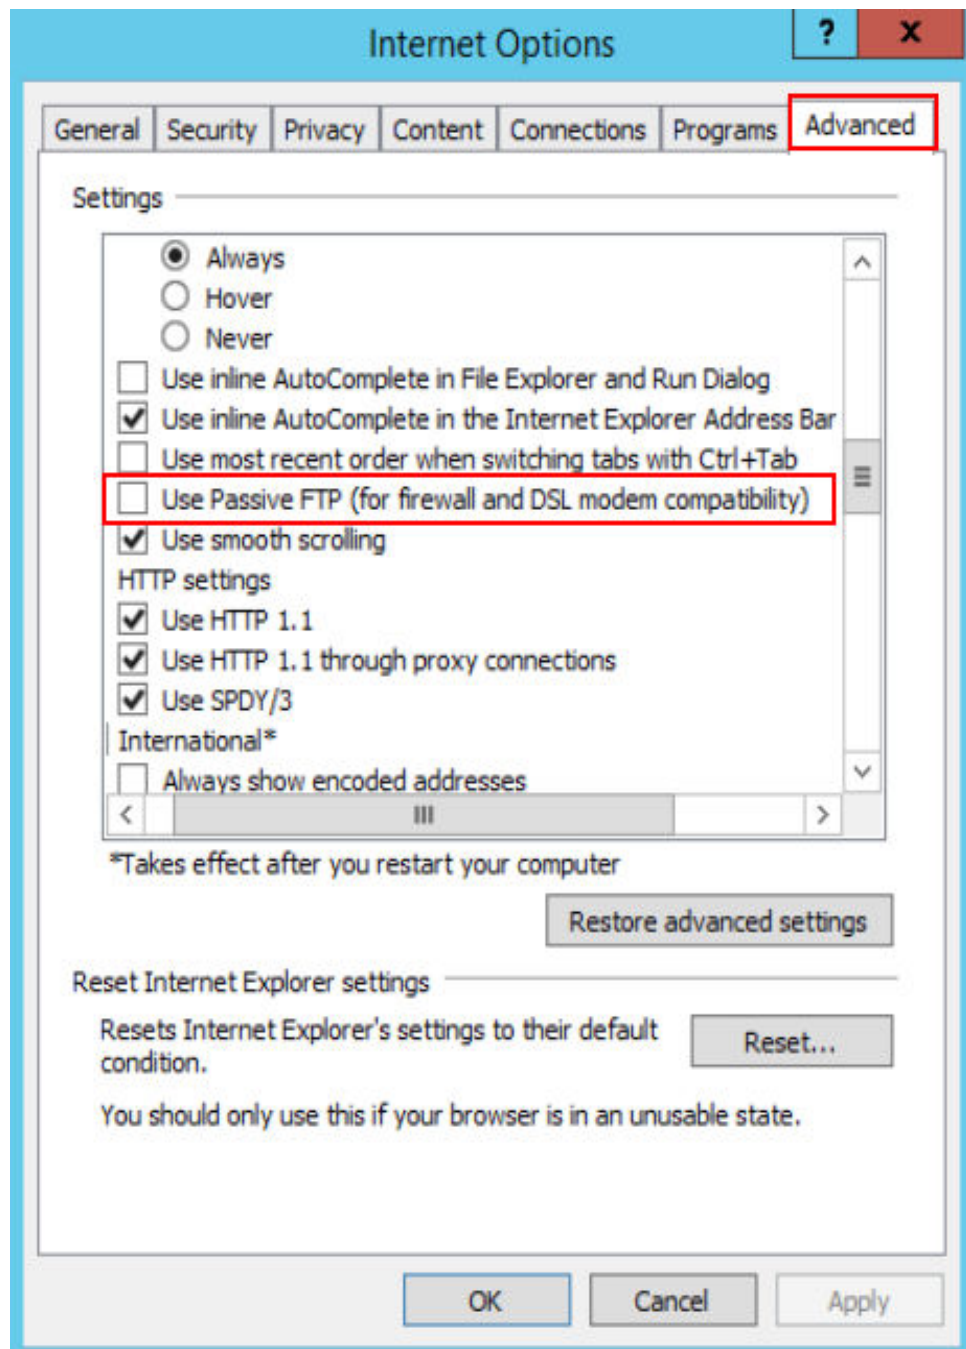 Internet Options
?
x
General Security Privacy Content Connections Programs Advanced
Settings
Always
Hover
Never
Use inline AutoComplete in File Explorer and Run Dialog
Use inline AutoComplete in the Internet Explorer Address Bar
Use most recent order when switching tabs with Ctrl+Tab
Use Passive FTP (for firewall and DSL modem compatibility)
Use smooth scrolling
HTTP settings
Use HTTP 1.1
Use HTTP 1.1 through proxy connections
Use SPDY/3
International*
Always show encoded addresses
*Takes effect after you restart your computer
Restore advanced settings
Reset Internet Explorer settings
Resets Internet Explorer's settings to their default
condition.
Reset...
You should only use this if your browser is in an unusable state.
OK Cancel Apply